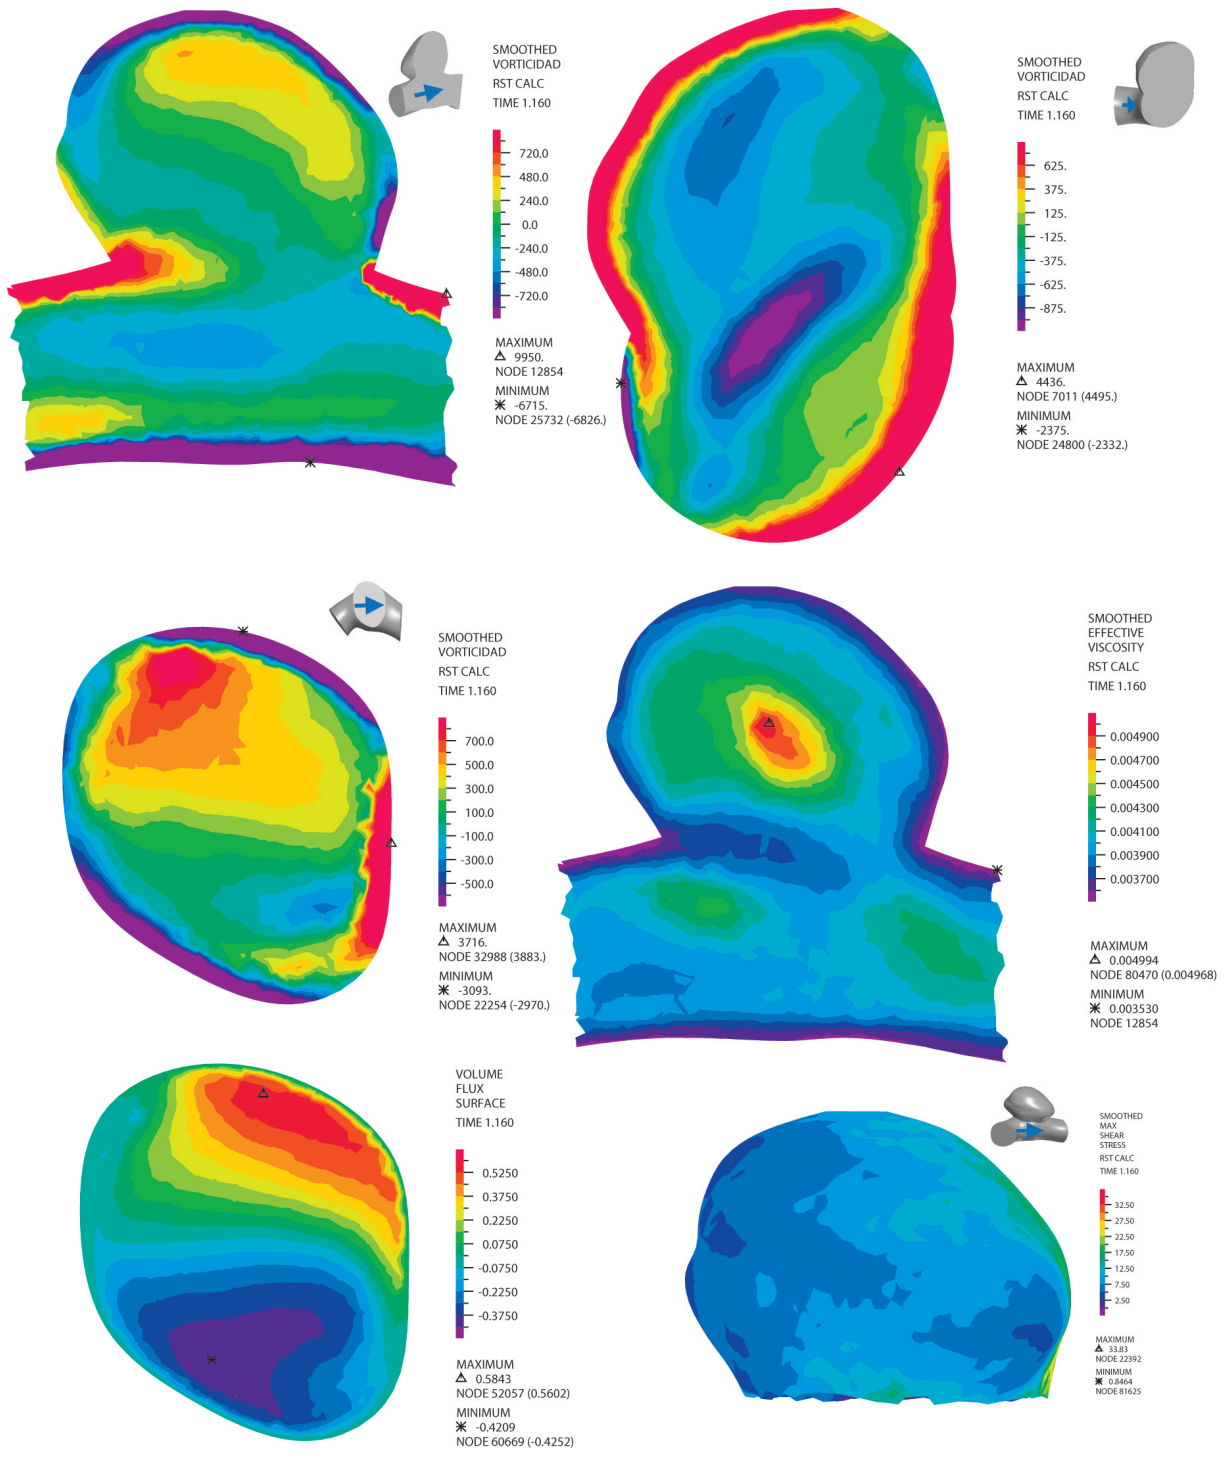 SMOOTHED
VORTICIDAD
RST CALC
TIME 1.160
720.0
480.0
240.0
0.0
-240.0
-480.0
-720.0
MAXIMUM
9950.
NODE 12854
MINIMUM
-6715.
NODE 25732 (-6826.)
SMOOTHED
VORTICIDAD
RST CALC
TIME 1.160
625.
375.
125.
-125.
-375.
-625.
-875.
MAXIMUM
4436.
NODE 7011 (4495.)
MINIMUM
-2375.
NODE 24800 (-2332.)
SMOOTHED
VORTICIDAD
RST CALC
TIME 1.160
700.0
500.0
300.0
100.0
-100.0
-300.0
-500.0
MAXIMUM
3716.
NODE 32988 (3883.)
MINIMUM
-3093.
NODE 22254 (-2970.)
SMOOTHED
EFFECTIVE
VISCOSITY
RST CALC
TIME 1.160
0.004900
0.004700
0.004500
0.004300
0.004100
0.003900
0.003700
MAXIMUM
0.004994
NODE 80470 (0.004968)
MINIMUM
0.003530
NODE 12854
VOLUME
FLUX
SURFACE
TIME 1.160
0.5250
0.3750
0.2250
0.0750
-0.0750
-0.2250
-0.3750
MAXIMUM
0.5843
NODE 52057 (0.5602)
MINIMUM
-0.4209
NODE 60669 (-0.4252)
SMOOTHED
MAX
SHEAR
STRESS
RST CALC
TIME 1.160
32.50
27.50
22.50
17.50
12.50
7.50
2.50
MAXIMUM
33.83
NODE 22392
MINIMUM
0.8464
NODE 81625